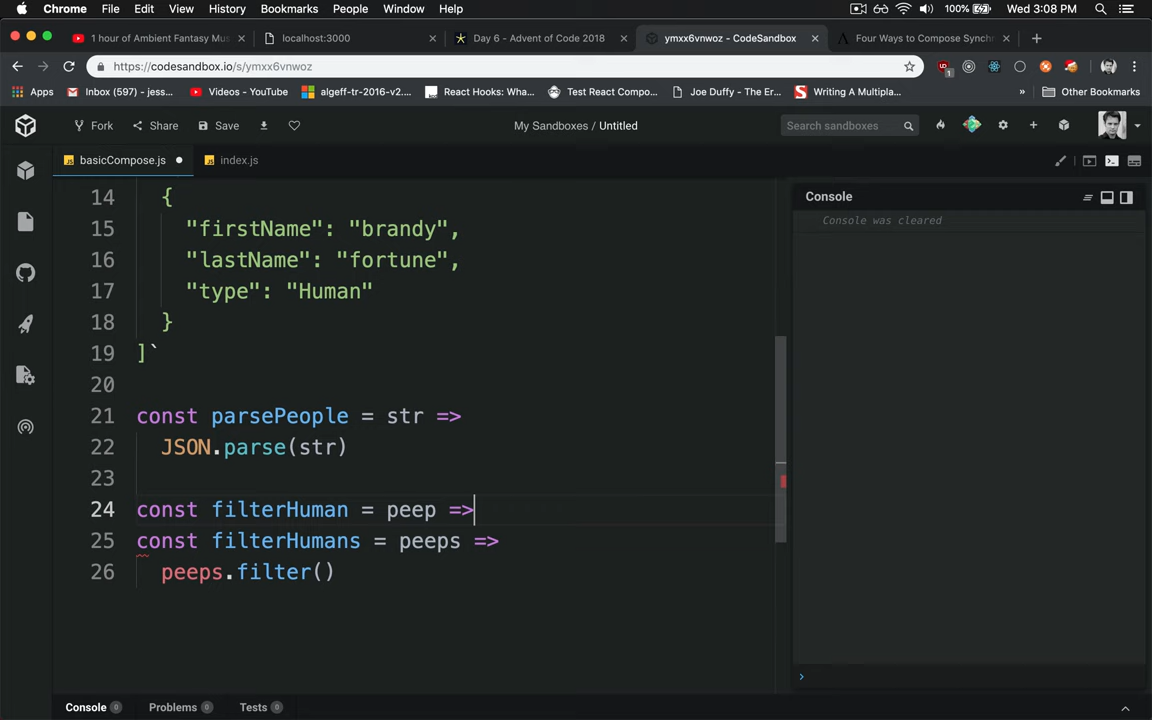 Chrome File Edit View History Bookmarks People Window Help 100% Wed 3:08 PM
1 hour of Ambient Fantasy Mus localhost:3000 Day 6 - Advent of Code 2018 ymxx6vnwoz - CodeSandbox Four Ways to Compose Synchr
https://codesandbox.io/s/ymxx6vnwoz
Apps Inbox (597) - jess... Videos - YouTube algeff-tr-2016-v2... React Hooks: Wha... Test React Compo... Joe Duffy - The Er... Writing A Multipla... » Other Bookmarks
Fork Share Save My Sandboxes / Untitled Search sandboxes
basicCompose.js index.js
Console
Console was cleared
14 {
15 "firstName": "brandy",
16 "lastName": "fortune",
17 "type": "Human"
18 }
19 ]`
20
21 const parsePeople = str =>
22 JSON.parse(str)
23
24 const filterHuman = peep =>
25 const filterHumans = peeps =>
26 peeps.filter()
›
Console 0 Problems 0 Tests 0